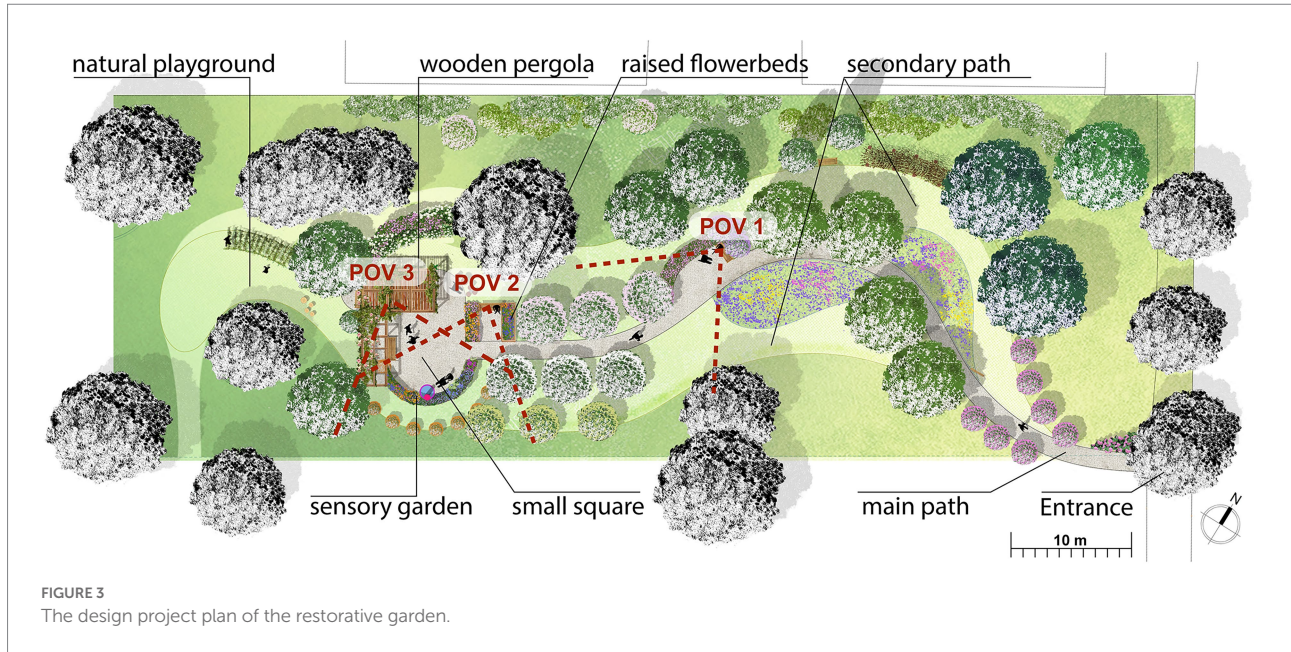 natural playground
wooden pergola
raised flowerbeds
secondary path
POV 1
POV 3
POV 2
sensory garden
small square
main path
Entrance
N
10 m
FIGURE 3
The design project plan of the restorative garden.